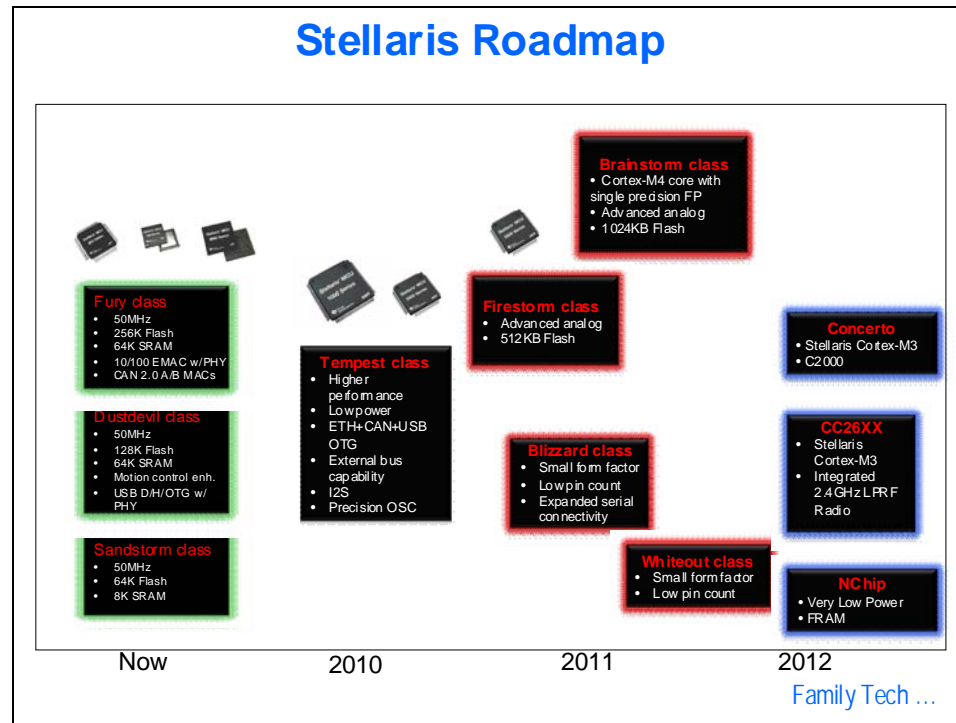 Stellaris Roadmap
Fury class
• 50MHz
• 256K Flash
• 64K SRAM
• 10/100 EMAC w/PHY
• CAN 2.0 A/B MACs
Dustdevil class
• 50MHz
• 128K Flash
• 64K SRAM
• Motion control enh.
• USB D/H/OTG w/
PHY
Sandstorm class
• 50MHz
• 64K Flash
• 8K SRAM
Tempest class
• Higher
performance
• Low power
• ETH+CAN+USB
OTG
• External bus
capability
• I2S
• Precision OSC
Firestorm class
• Advanced analog
• 512KB Flash
Brainstorm class
• Cortex-M4 core with
single precision FP
• Advanced analog
• 1024KB Flash
Blizzard class
• Small form factor
• Low pin count
• Expanded serial
connectivity
Whiteout class
• Small form factor
• Low pin count
Concerto
• Stellaris Cortex-M3
• C2000
CC26XX
• Stellaris
Cortex-M3
• Integrated
2.4GHz LPRF
Radio
NChip
• Very Low Power
• FRAM
Now
2010
2011
2012
Family Tech ...